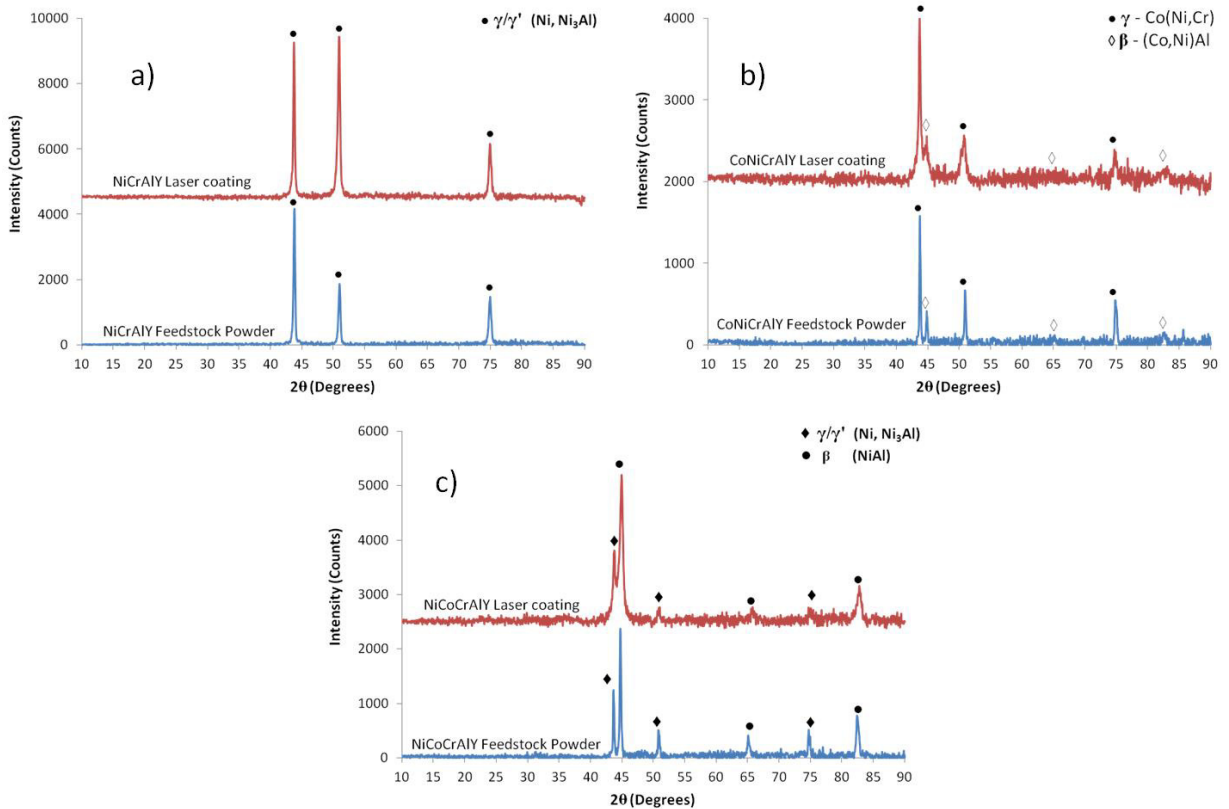 10000
8000
6000
4000
2000
0
Intensity (Counts)
a)
● γ/γ' (Ni, Ni₃Al)
NiCrAlY Laser coating
NiCrAlY Feedstock Powder
10 15 20 25 30 35 40 45 50 55 60 65 70 75 80 85 90
2θ (Degrees)
4000
3000
2000
1000
0
Intensity (Counts)
b)
● γ - Co(Ni,Cr)
◊ β - (Co,Ni)Al
CoNiCrAlY Laser coating
CoNiCrAlY Feedstock Powder
10 15 20 25 30 35 40 45 50 55 60 65 70 75 80 85 90
2θ (Degrees)
6000
5000
4000
3000
2000
1000
0
Intensity (Counts)
c)
♦ γ/γ' (Ni, Ni₃Al)
● β (NiAl)
NiCoCrAlY Laser coating
NiCoCrAlY Feedstock Powder
10 15 20 25 30 35 40 45 50 55 60 65 70 75 80 85 90
2θ (Degrees)